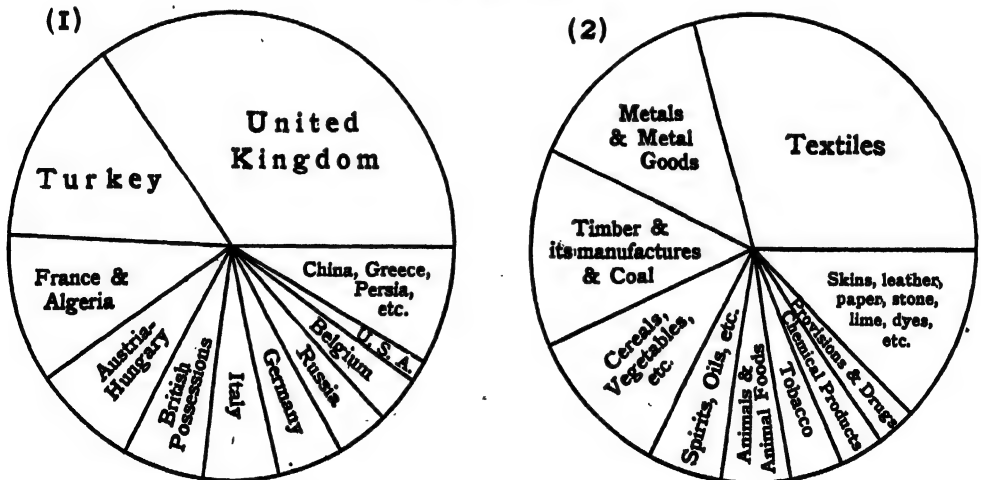 (1)
United
Kingdom
Turkey
France &
Algeria
Austria-
Hungary
British
Possessions
Italy
Germany
Russia
Belgium
U. S. A.
China, Greece,
Persia,
etc.
(2)
Textiles
Metals
& Metal
Goods
Timber &
its manufactures
& Coal
Cereals,
Vegetables,
etc.
Spirits, Oils, etc.
Animals &
Animal Foods
Tobacco
Chemical Products
Provisions & Drugs
Skins, leather,
paper, stone,
lime, dyes,
etc.